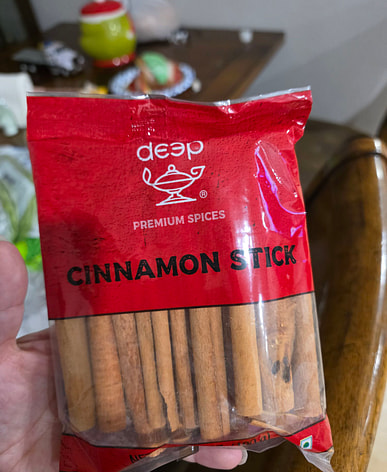 deep
®
PREMIUM SPICES
CINNAMON STICK